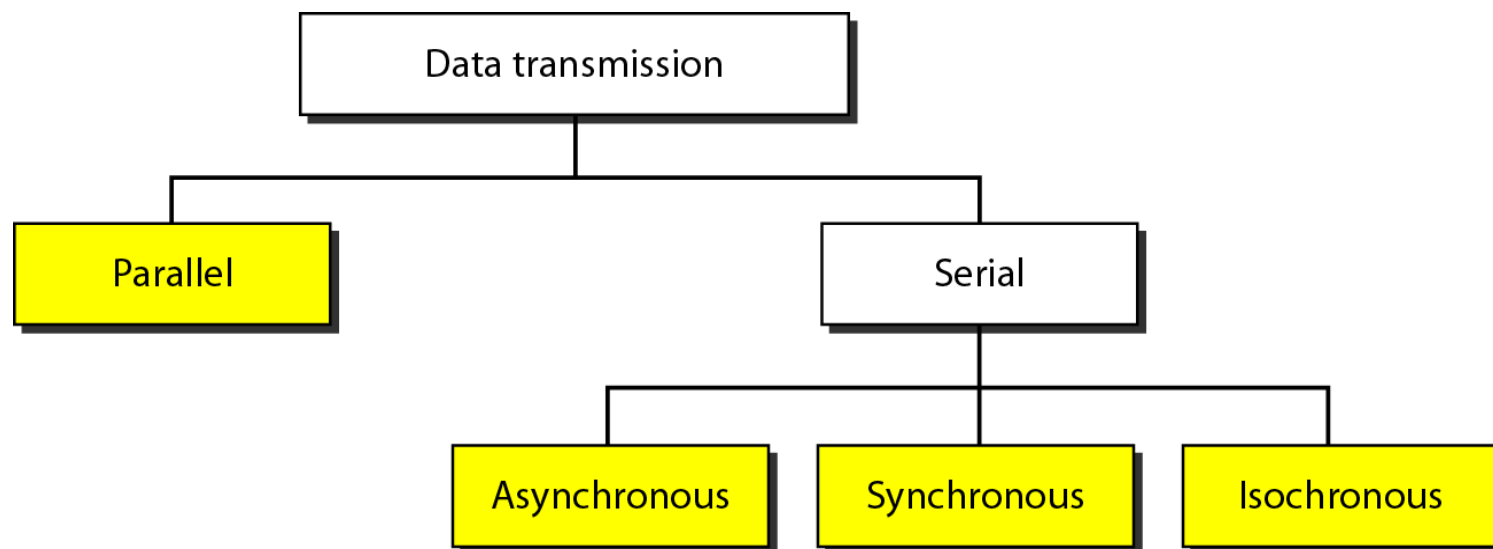 Data transmission
Parallel
Serial
Asynchronous
Synchronous
Isochronous